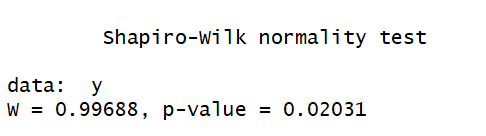 Shapiro-Wilk normality test
data:  y
W = 0.99688, p-value = 0.02031